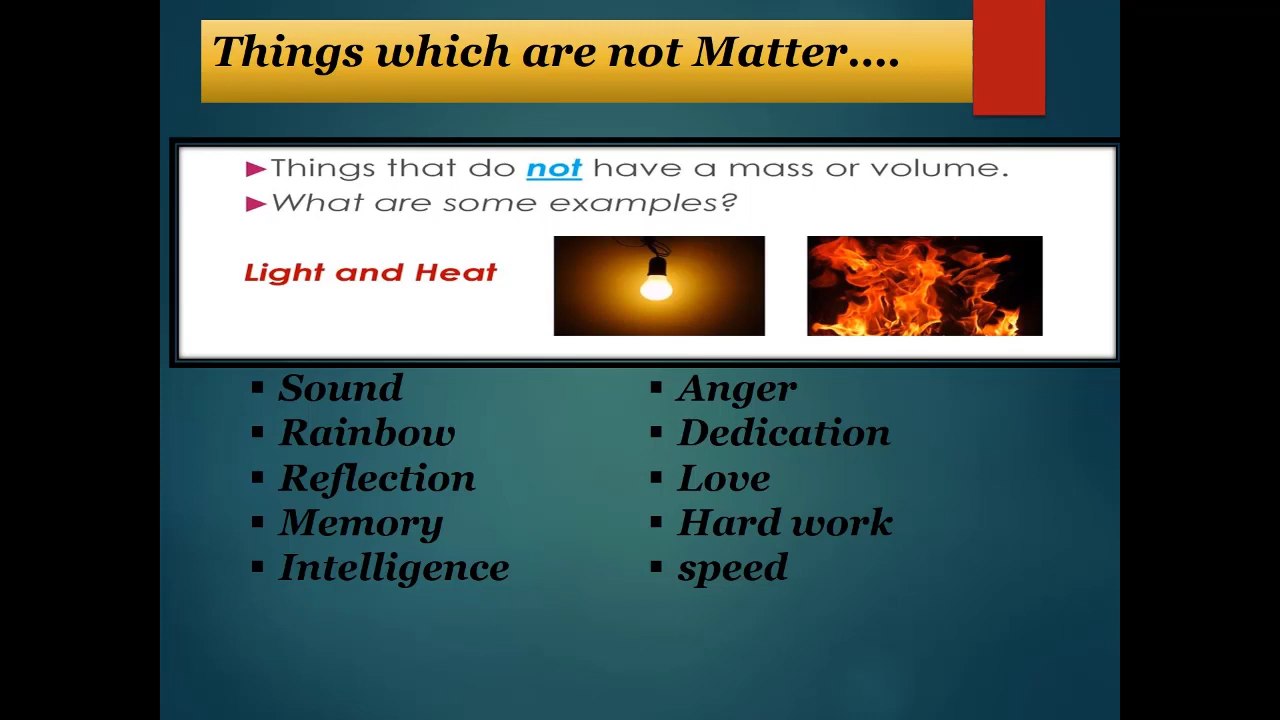 Things which are not Matter....
►Things that do not have a mass or volume.
►What are some examples?
Light and Heat
▪ Sound
▪ Rainbow
▪ Reflection
▪ Memory
▪ Intelligence
▪ Anger
▪ Dedication
▪ Love
▪ Hard work
▪ speed